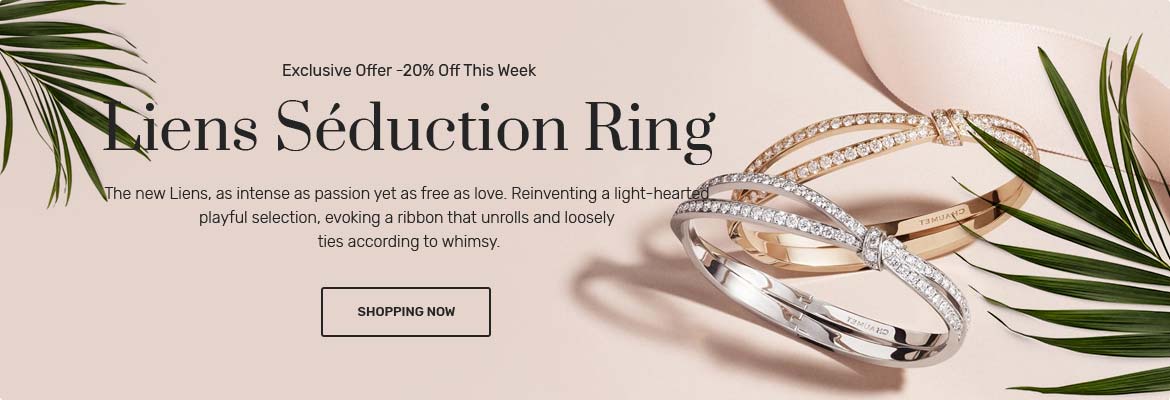 Exclusive Offer -20% Off This Week
Liens Séduction Ring
The new Liens, as intense as passion yet as free as love. Reinventing a light-hearted
playful selection, evoking a ribbon that unrolls and loosely
ties according to whimsy.
SHOPPING NOW
CHAUMET
CHAUMET